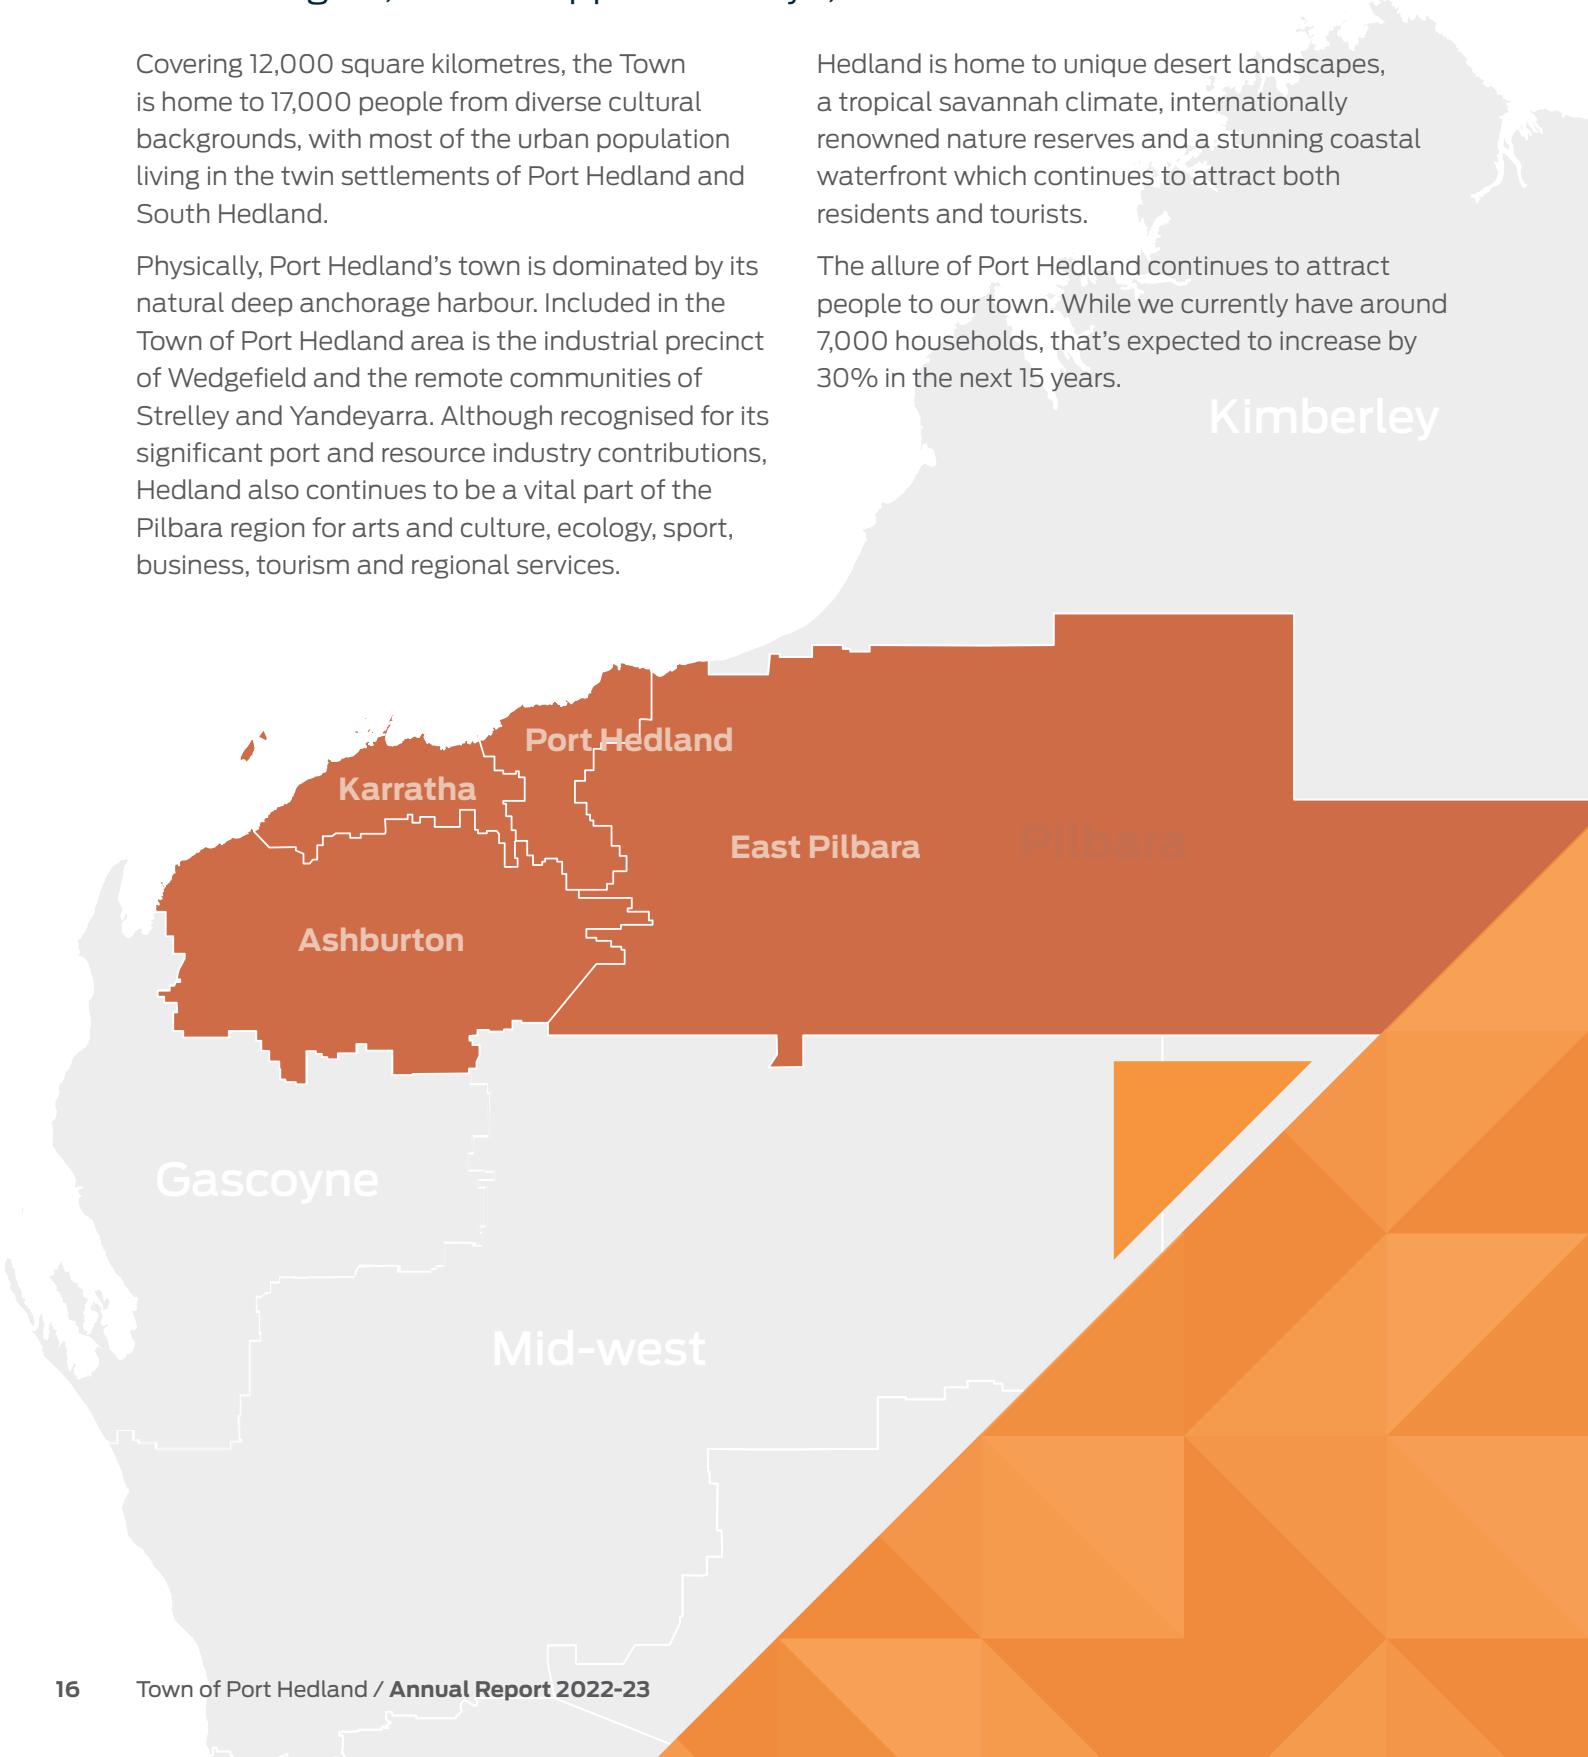 Covering 12,000 square kilometres, the Town
is home to 17,000 people from diverse cultural
backgrounds, with most of the urban population
living in the twin settlements of Port Hedland and
South Hedland.
Physically, Port Hedland’s town is dominated by its
natural deep anchorage harbour. Included in the
Town of Port Hedland area is the industrial precinct
of Wedgefield and the remote communities of
Strelley and Yandeyarra. Although recognised for its
significant port and resource industry contributions,
Hedland also continues to be a vital part of the
Pilbara region for arts and culture, ecology, sport,
business, tourism and regional services.
Hedland is home to unique desert landscapes,
a tropical savannah climate, internationally
renowned nature reserves and a stunning coastal
waterfront which continues to attract both
residents and tourists.
The allure of Port Hedland continues to attract
people to our town. While we currently have around
7,000 households, that’s expected to increase by
30% in the next 15 years.
Kimberley
Port Hedland
Karratha
East Pilbara
Pilbara
Ashburton
Gascoyne
Mid-west
16 Town of Port Hedland / Annual Report 2022-23